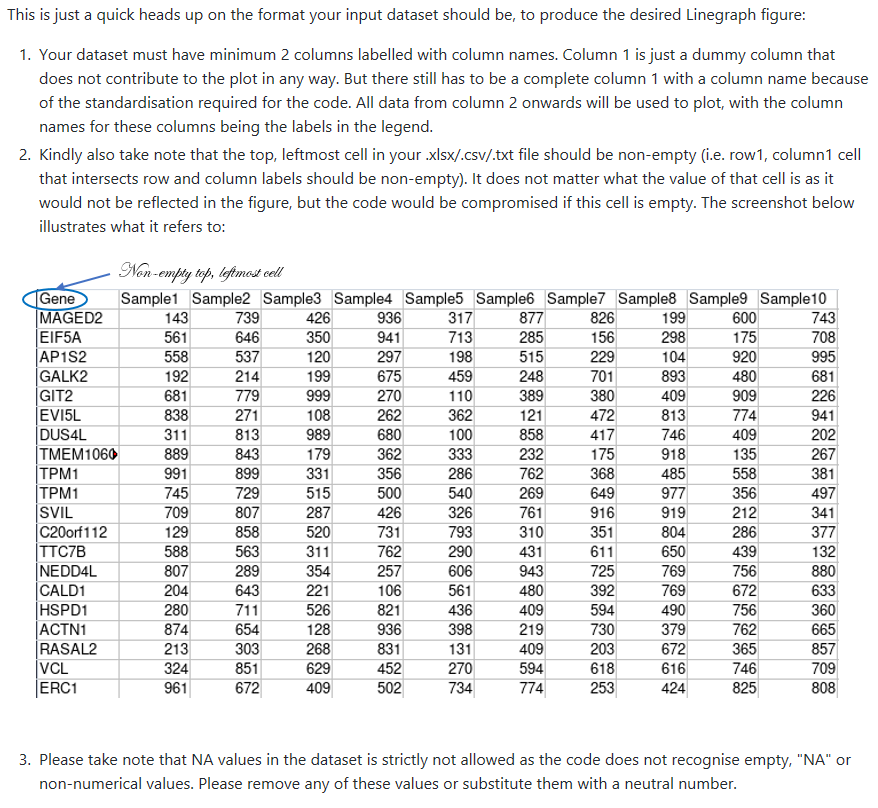 This is just a quick heads up on the format your input dataset should be, to produce the desired Linegraph figure:
1. Your dataset must have minimum 2 columns labelled with column names. Column 1 is just a dummy column that
does not contribute to the plot in any way. But there still has to be a complete column 1 with a column name because
of the standardisation required for the code. All data from column 2 onwards will be used to plot, with the column
names for these columns being the labels in the legend.
2. Kindly also take note that the top, leftmost cell in your .xlsx/.csv/.txt file should be non-empty (i.e. row1, column1 cell
that intersects row and column labels should be non-empty). It does not matter what the value of that cell is as it
would not be reflected in the figure, but the code would be compromised if this cell is empty. The screenshot below
illustrates what it refers to:
Non-empty top, leftmost cell
Gene Sample1 Sample2 Sample3 Sample4 Sample5 Sample6 Sample7 Sample8 Sample9 Sample10
MAGED2 143 739 426 936 317 877 826 199 600 743
EIF5A 561 646 350 941 713 285 156 298 175 708
AP1S2 558 537 120 297 198 515 229 104 920 995
GALK2 192 214 199 675 459 248 701 893 480 681
GIT2 681 779 999 270 110 389 380 409 909 226
EVI5L 838 271 108 262 362 121 472 813 774 941
DUS4L 311 813 989 680 100 858 417 746 409 202
TMEM106 889 843 179 362 333 232 175 918 135 267
TPM1 991 899 331 356 286 762 368 485 558 381
TPM1 745 729 515 500 540 269 649 977 356 497
SVIL 709 807 287 426 326 761 916 919 212 341
C20orf112 129 858 520 731 793 310 351 804 286 377
TTC7B 588 563 311 762 290 431 611 650 439 132
NEDD4L 807 289 354 257 606 943 725 769 756 880
CALD1 204 643 221 106 561 480 392 769 672 633
HSPD1 280 711 526 821 436 409 594 490 756 360
ACTN1 874 654 128 936 398 219 730 379 762 665
RASAL2 213 303 268 831 131 409 203 672 365 857
VCL 324 851 629 452 270 594 618 616 746 709
ERC1 961 672 409 502 734 774 253 424 825 808
3. Please take note that NA values in the dataset is strictly not allowed as the code does not recognise empty, "NA" or
non-numerical values. Please remove any of these values or substitute them with a neutral number.